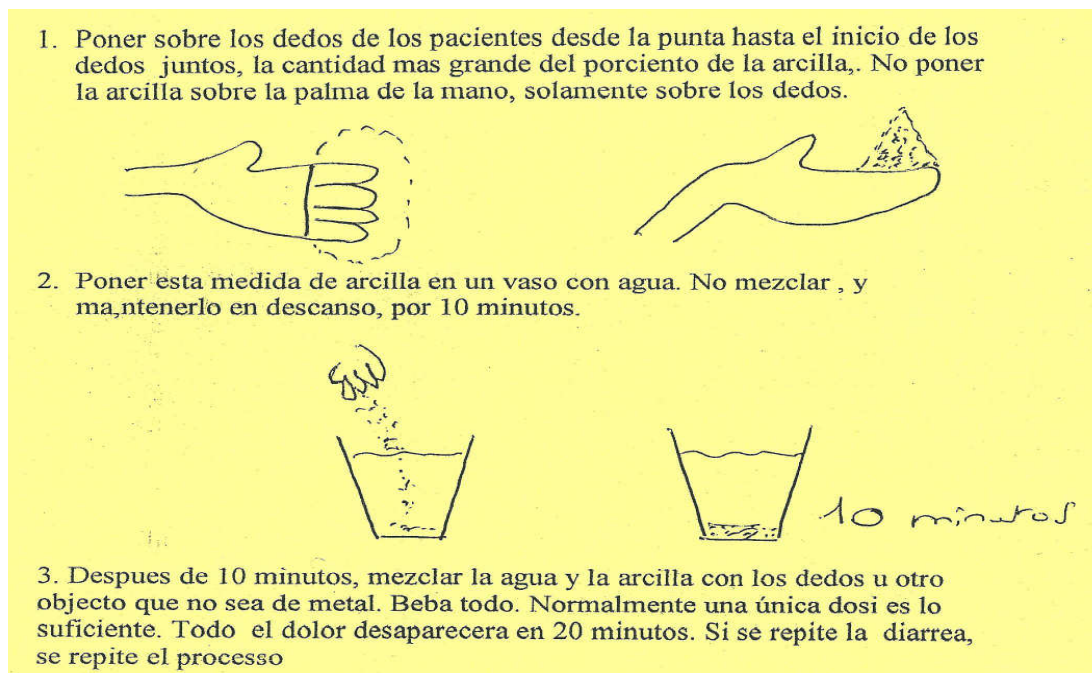 1. Poner sobre los dedos de los pacientes desde la punta hasta el inicio de los
dedos juntos, la cantidad mas grande del porciento de la arcilla,. No poner
la arcilla sobre la palma de la mano, solamente sobre los dedos.
2. Poner esta medida de arcilla en un vaso con agua. No mezclar , y
ma,ntenerlo en descanso, por 10 minutos.
10 minutos
3. Despues de 10 minutos, mezclar la agua y la arcilla con los dedos u otro
objecto que no sea de metal. Beba todo. Normalmente una única dosi es lo
suficiente. Todo el dolor desaparecera en 20 minutos. Si se repite la diarrea,
se repite el processo